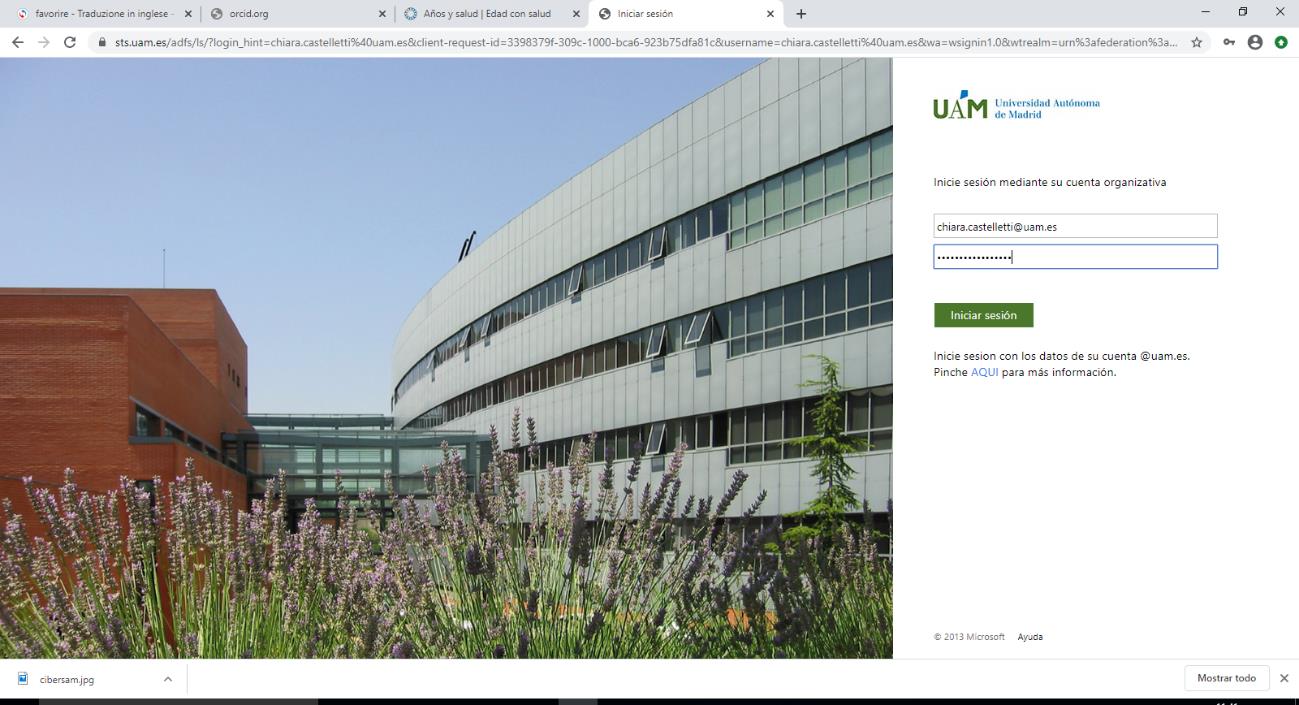 favorire - Traduzione in inglese -
orcid.org
Años y salud | Edad con salud
Iniciar sesión
sts.uam.es/adfs/ls/?login_hint=chiara.castelletti%40uam.es&client-request-id=3398379f-309c-1000-bca6-923b75dfa81c&username=chiara.castelletti%40uam.es&wa=wsignin1.0&wtrealm=urn%3afederation%3a...
UAM Universidad Autónoma
de Madrid
Inicie sesión mediante su cuenta organizativa
chiara.castelletti@uam.es
Iniciar sesión
Inicie sesion con los datos de su cuenta @uam.es.
Pinche AQUI para más información.
© 2013 Microsoft Ayuda
cibersam.jpg
Mostrar todo